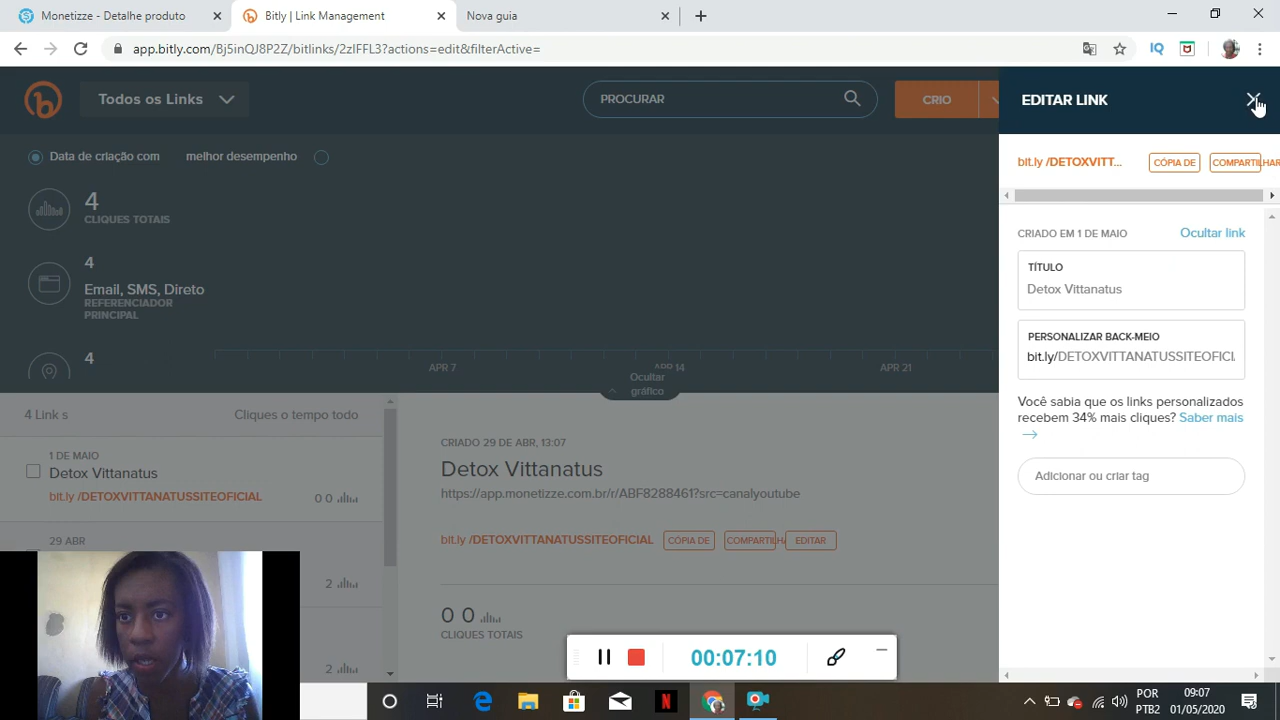 Monetizze - Detalhe produto
Bitly | Link Management
Nova guia
app.bitly.com/Bj5inQJ8P2Z/bitlinks/2zIFFL3?actions=edit&filterActive=
IQ
b
Todos os Links
PROCURAR
CRIO
EDITAR LINK
Data de criação com
melhor desempenho
bit.ly /DETOXVITT...
CÓPIA DE
COMPARTILHAR
4
CLIQUES TOTAIS
CRIADO EM 1 DE MAIO
Ocultar link
4
Email, SMS, Direto
REFERENCIADOR
PRINCIPAL
TÍTULO
Detox Vittanatus
PERSONALIZAR BACK-MEIO
bit.ly/DETOXVITTANATUSSITEOFICI
4
APR 7
APR 14
APR 21
Ocultar
gráfico
Você sabia que os links personalizados
recebem 34% mais cliques? Saber mais
4 Link s
Cliques o tempo todo
Adicionar ou criar tag
1 DE MAIO
Detox Vittanatus
bit.ly /DETOXVITTANATUSSITEOFICIAL
0 0
CRIADO 29 DE ABR, 13:07
Detox Vittanatus
https://app.monetizze.com.br/r/ABF8288461?src=canalyoutube
29 ABR
bit.ly /DETOXVITTANATUSSITEOFICIAL
CÓPIA DE
COMPARTILHA
EDITAR
2
0 0
CLIQUES TOTAIS
2
00:07:10
POR
PTB2
09:07
01/05/2020